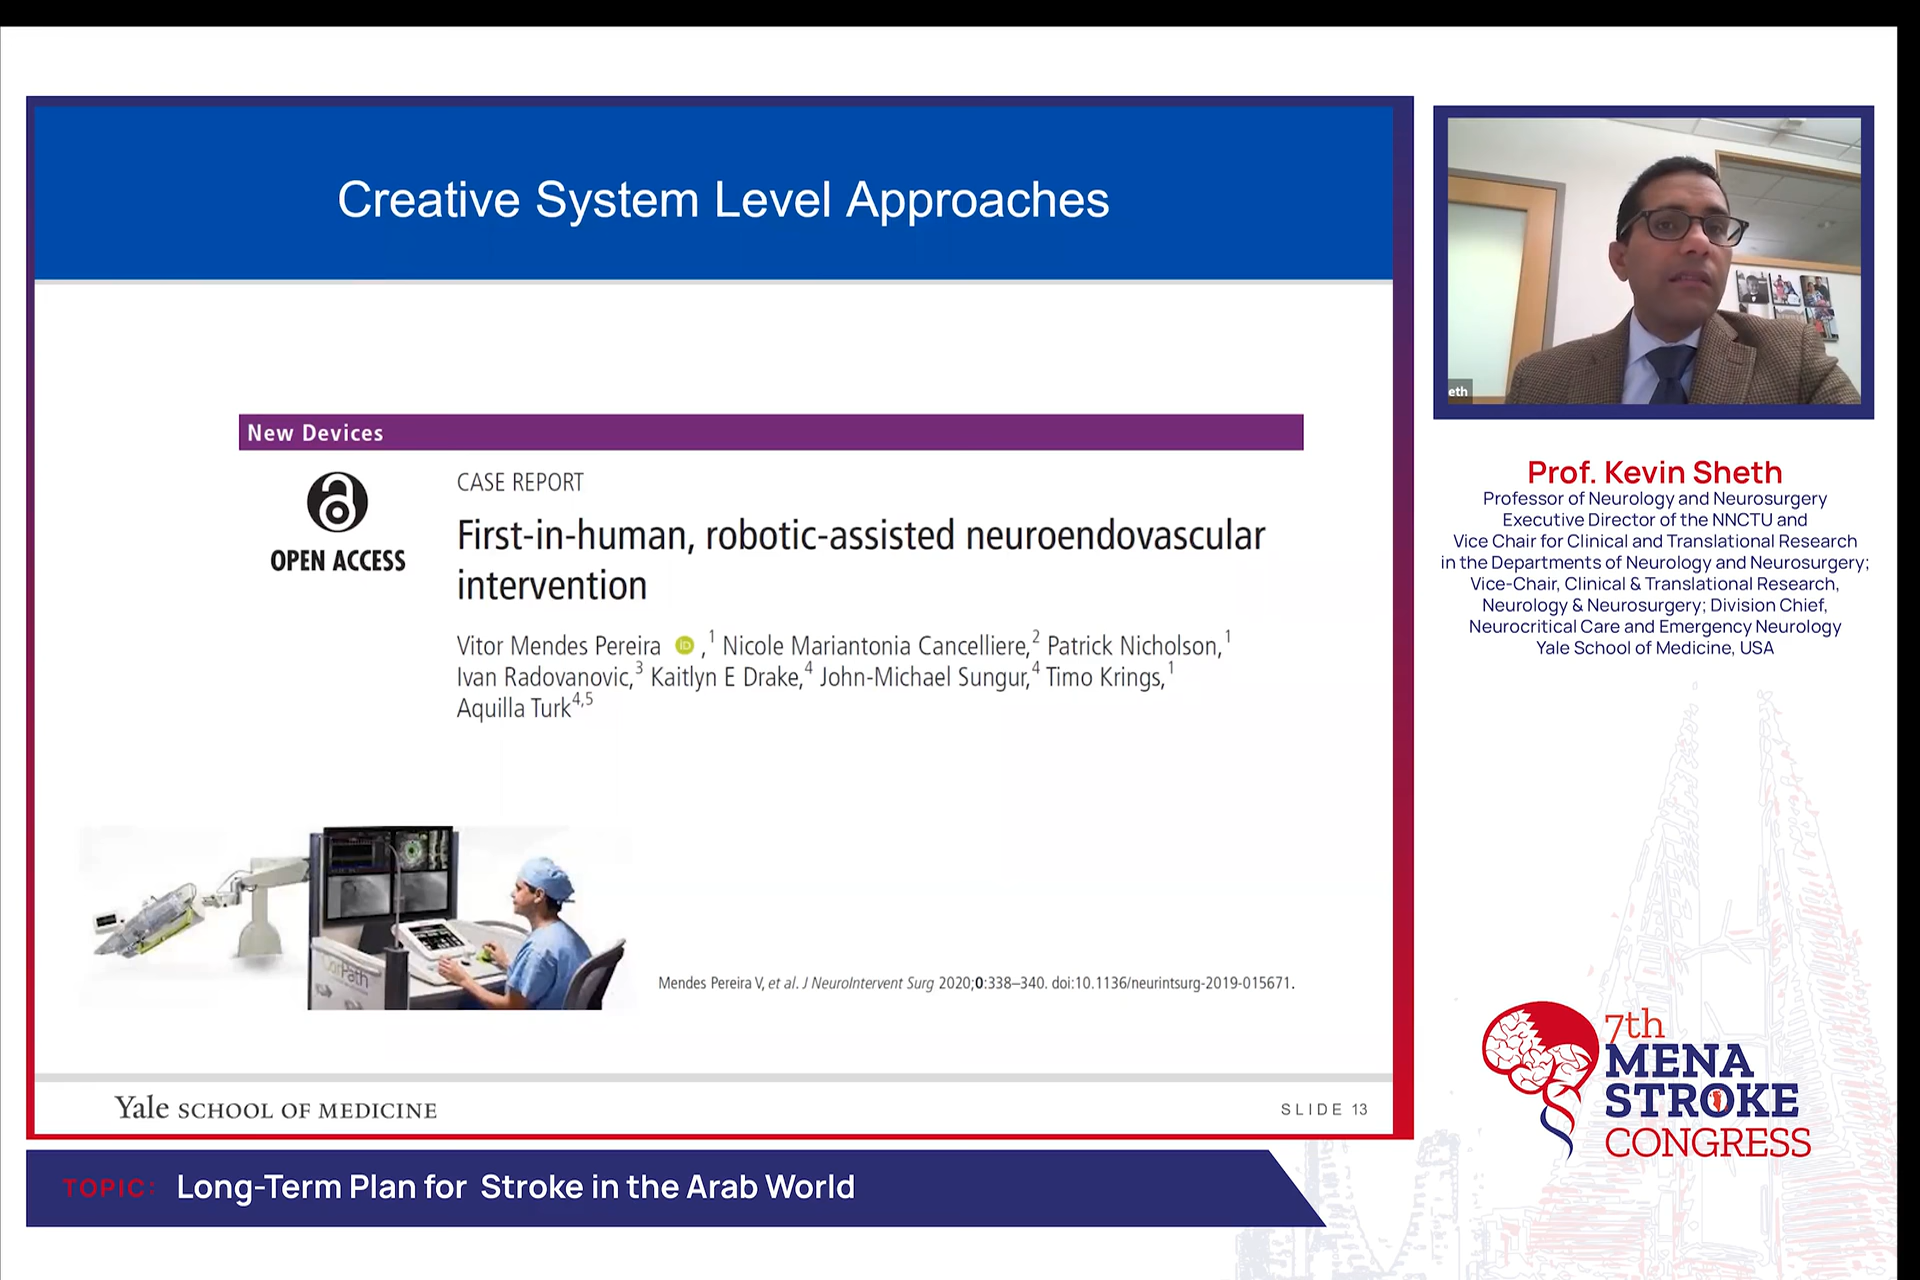 Creative System Level Approaches
New Devices
OPEN ACCESS
CASE REPORT
First-in-human, robotic-assisted neuroendovascular
intervention
Vitor Mendes Pereira iD ,1 Nicole Mariantonia Cancelliere,2 Patrick Nicholson,1
Ivan Radovanovic,3 Kaitlyn E Drake,4 John-Michael Sungur,4 Timo Krings,1
Aquilla Turk4,5
CorPath
Mendes Pereira V, et al. J NeuroIntervent Surg 2020;0:338–340. doi:10.1136/neurintsurg-2019-015671.
Yale SCHOOL OF MEDICINE
SLIDE 13
eth
Prof. Kevin Sheth
Professor of Neurology and Neurosurgery
Executive Director of the NNCTU and
Vice Chair for Clinical and Translational Research
in the Departments of Neurology and Neurosurgery;
Vice-Chair, Clinical & Translational Research,
Neurology & Neurosurgery; Division Chief,
Neurocritical Care and Emergency Neurology
Yale School of Medicine, USA
7th
MENA
STROKE
CONGRESS
TOPIC: Long-Term Plan for Stroke in the Arab World